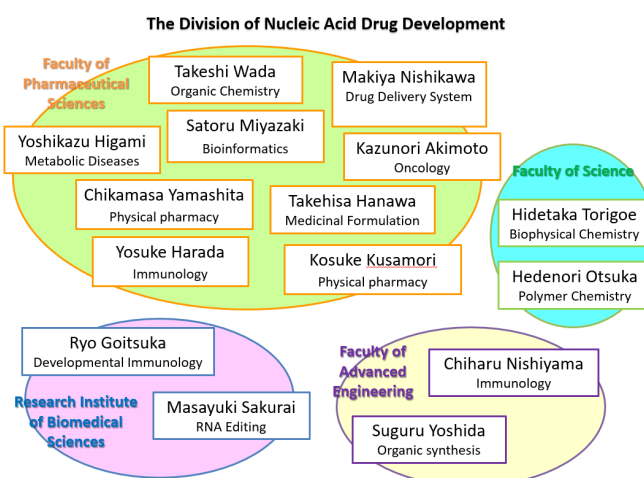 The Division of Nucleic Acid Drug Development
Faculty of
Pharmaceutical
Sciences
Takeshi Wada
Organic Chemistry
Makiya Nishikawa
Drug Delivery System
Satoru Miyazaki
Bioinformatics
Yoshikazu Higami
Metabolic Diseases
Kazunori Akimoto
Oncology
Chikamasa Yamashita
Physical pharmacy
Takehisa Hanawa
Medicinal Formulation
Yosuke Harada
Immunology
Kosuke Kusamori
Physical pharmacy
Faculty of Science
Hidetaka Torigoe
Biophysical Chemistry
Hedenori Otsuka
Polymer Chemistry
Ryo Goitsuka
Developmental Immunology
Research Institute
of Biomedical
Sciences
Masayuki Sakurai
RNA Editing
Faculty of
Advanced
Engineering
Chiharu Nishiyama
Immunology
Suguru Yoshida
Organic synthesis